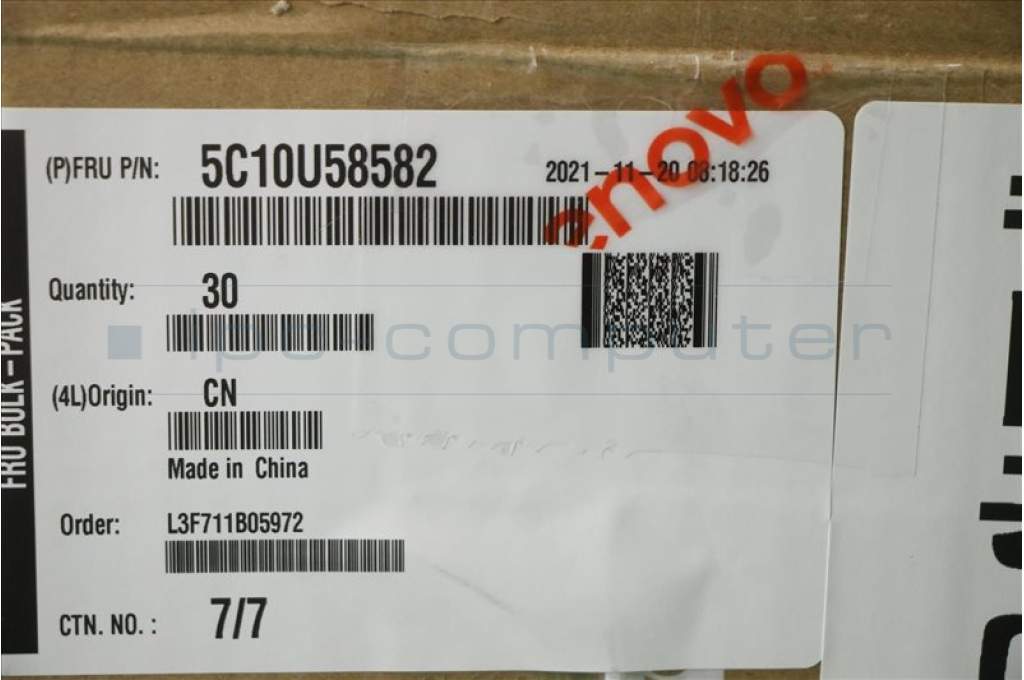 enovo
(P)FRU P/N: 5C10U58582
2021-11-20 08:18:26
Quantity: 30
ipc-computer
(4L)Origin: CN
Made in China
Order: L3F711B05972
CTN. NO. : 7/7
FRU BULK-PACK